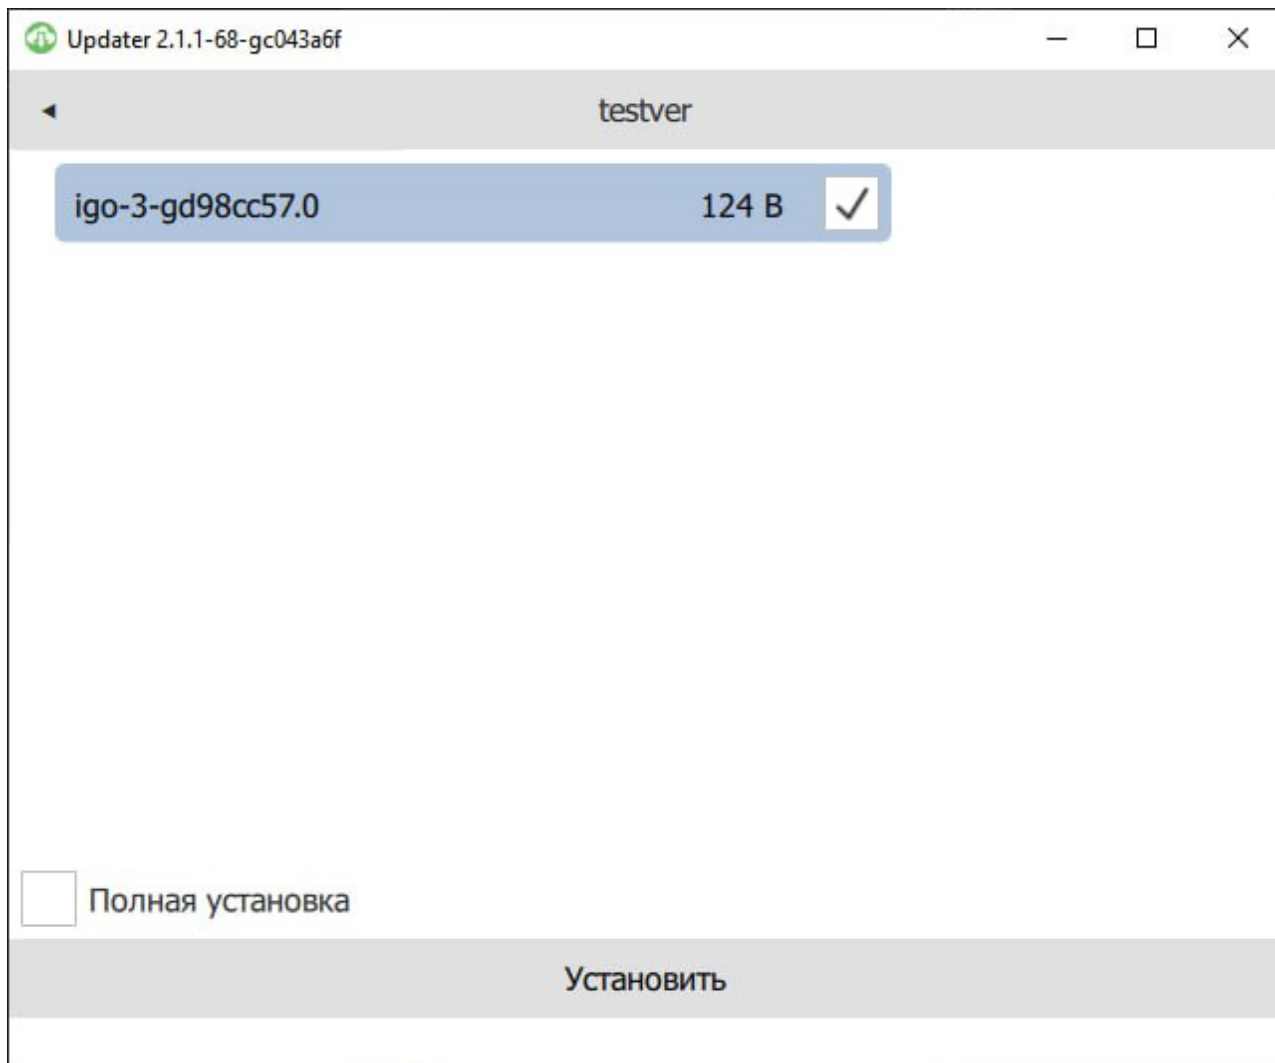 Updater 2.1.1-68-gc043a6f
testver
igo-3-gd98cc57.0 124 B
Полная установка
Установить